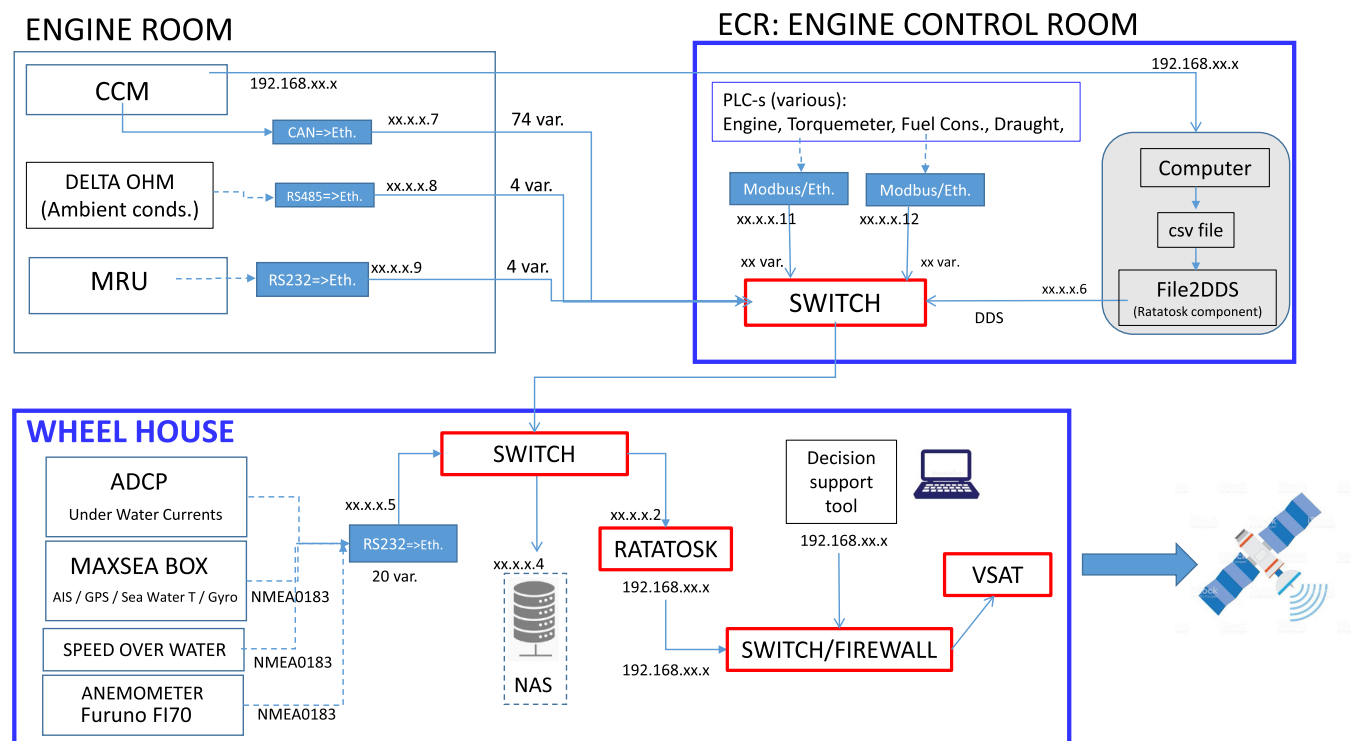 ENGINE ROOM
CCM
192.168.xx.x
CAN=>Eth.
xx.x.x.7
74 var.
DELTA OHM
(Ambient conds.)
RS485=>Eth.
xx.x.x.8
4 var.
MRU
RS232=>Eth.
xx.x.x.9
4 var.
ECR: ENGINE CONTROL ROOM
192.168.xx.x
PLC-s (various):
Engine, Torquemeter, Fuel Cons., Draught,
Modbus/Eth.
Modbus/Eth.
xx.x.x.11
xx.x.x.12
xx var.
xx var.
SWITCH
Computer
csv file
File2DDS
(Ratatosk component)
xx.x.x.6
DDS
WHEEL HOUSE
ADCP
Under Water Currents
MAXSEA BOX
AIS / GPS / Sea Water T / Gyro
NMEA0183
SPEED OVER WATER
NMEA0183
ANEMOMETER
Furuno FI70
NMEA0183
xx.x.x.5
RS232=>Eth.
20 var.
SWITCH
xx.x.x.4
NAS
xx.x.x.2
RATATOSK
192.168.xx.x
192.168.xx.x
Decision
support
tool
192.168.xx.x
SWITCH/FIREWALL
VSAT